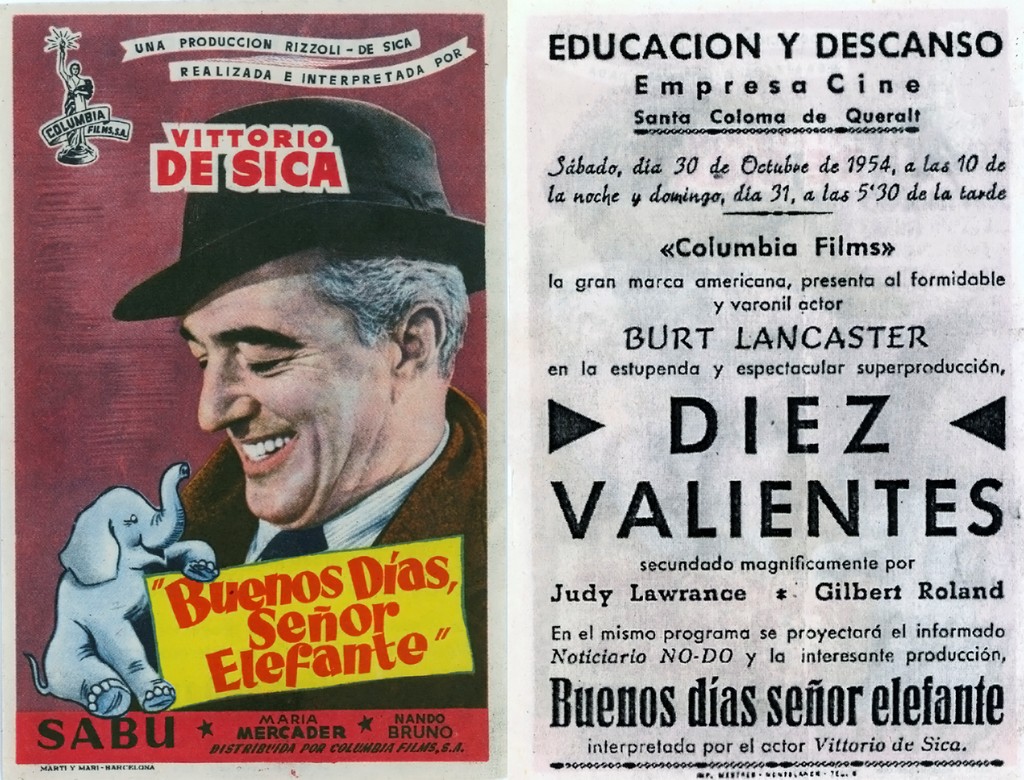 UNA PRODUCCION RIZZOLI-DE SICA
REALIZADA E INTERPRETADA POR
COLUMBIA
FILMS, S.A.
VITTORIO
DE SICA
"Buenos Días,
Señor
Elefante"
SABU ★ MARIA MERCADER ★ NANDO BRUNO
DISTRIBUIDA POR COLUMBIA FILMS, S.A.
MARTI Y MARI-BARCELONA
EDUCACION Y DESCANSO
Empresa Cine
Santa Coloma de Queralt
Sábado, día 30 de Octubre de 1954, a las 10 de
la noche y domingo, día 31, a las 5'30 de la tarde
«Columbia Films»
la gran marca americana, presenta al formidable
y varonil actor
BURT LANCASTER
en la estupenda y espectacular superproducción,
DIEZ
VALIENTES
secundado magníficamente por
Judy Lawrance * Gilbert Roland
En el mismo programa se proyectará el informado
Noticiario NO-DO y la interesante producción,
Buenos días señor elefante
interpretada por el actor Vittorio de Sica.